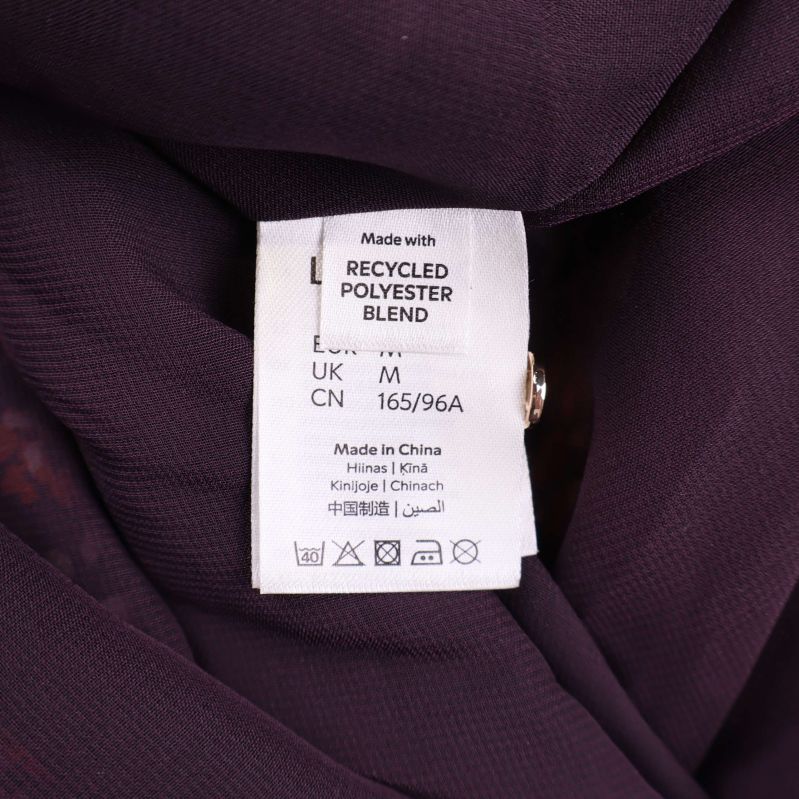 Made with
RECYCLED
POLYESTER
BLEND
EUR M
UK M
CN 165/96A
Made in China
Hiinas | Ķīnā
Kinijoje | Chinach
中国制造 | الصين
40